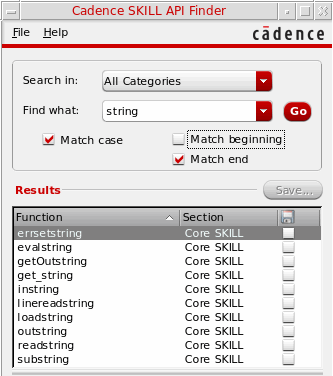 Cadence SKILL API Finder
File Help cādence
Search in: All Categories
Find what: string Go
Match case Match beginning
Match end
Results Save...
Function Section
errsetstring Core SKILL
evalstring Core SKILL
getOutstring Core SKILL
get_string Core SKILL
instring Core SKILL
linereadstring Core SKILL
loadstring Core SKILL
outstring Core SKILL
readstring Core SKILL
substring Core SKILL